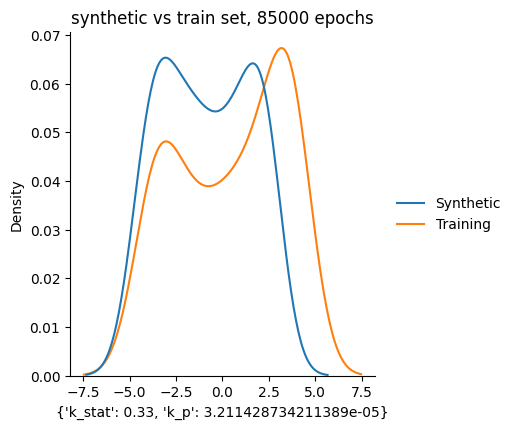 synthetic vs train set, 85000 epochs
0.07
0.06
0.05
0.04
0.03
0.02
0.01
0.00
Density
−7.5 −5.0 −2.5 0.0 2.5 5.0 7.5
{'k_stat': 0.33, 'k_p': 3.211428734211389e-05}
Synthetic
Training